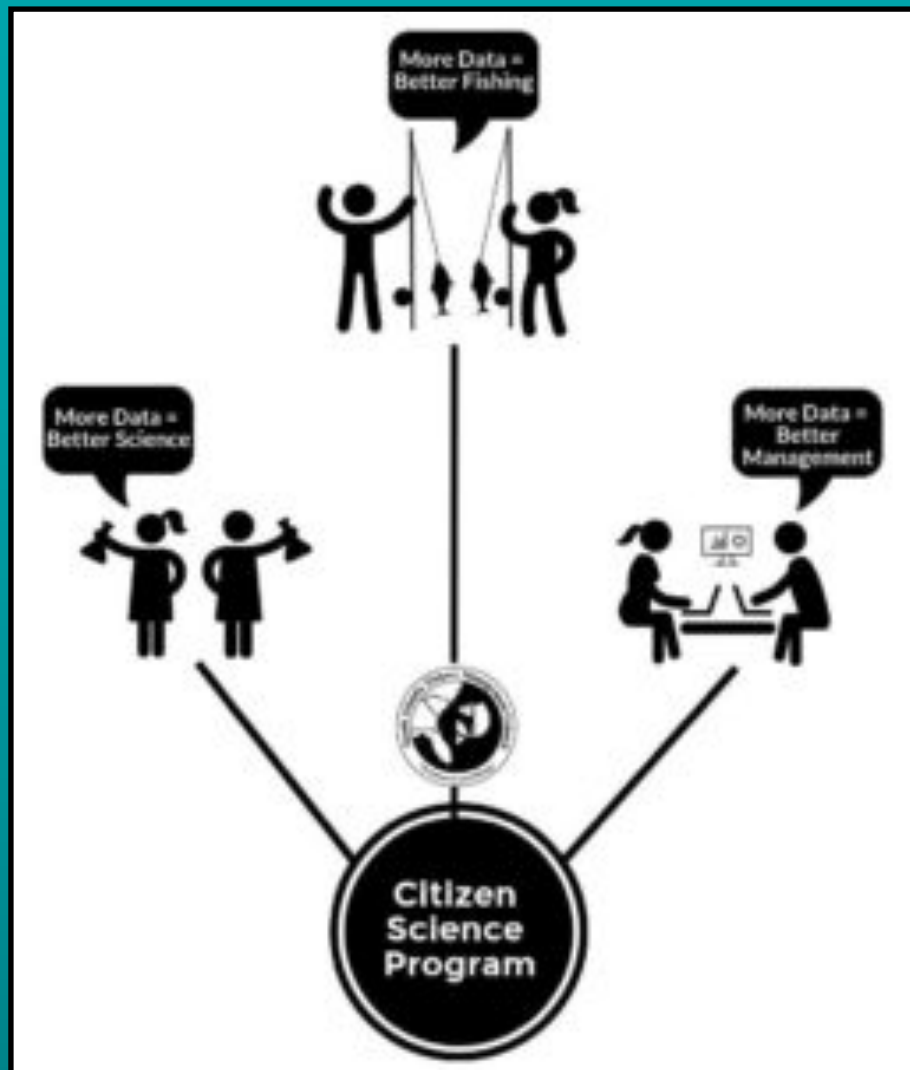 More Data =
Better Fishing
More Data =
Better Science
More Data =
Better
Management
Citizen
Science
Program